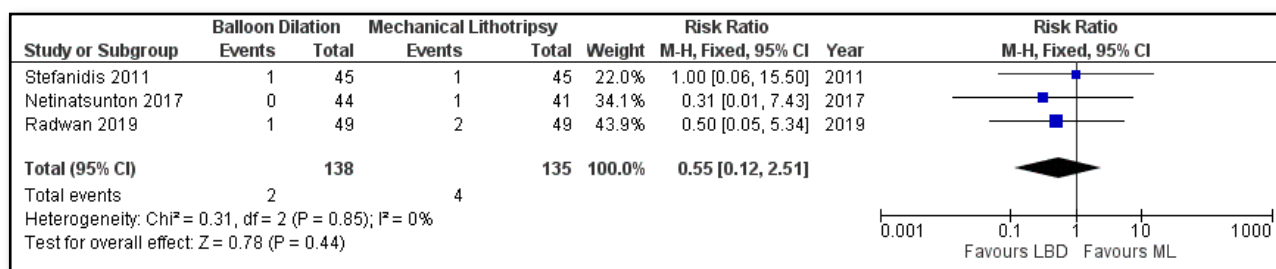 Balloon Dilation Mechanical Lithotripsy Risk Ratio Risk Ratio
Study or Subgroup Events Total Events Total Weight M-H, Fixed, 95% CI Year M-H, Fixed, 95% CI
Stefanidis 2011 1 45 1 45 22.0% 1.00 [0.06, 15.50] 2011
Netinatsunton 2017 0 44 1 41 34.1% 0.31 [0.01, 7.43] 2017
Radwan 2019 1 49 2 49 43.9% 0.50 [0.05, 5.34] 2019
Total (95% CI) 138 135 100.0% 0.55 [0.12, 2.51]
Total events 2 4
Heterogeneity: Chi² = 0.31, df = 2 (P = 0.85); I² = 0%
Test for overall effect: Z = 0.78 (P = 0.44)
0.001 0.1 1 10 1000
Favours LBD Favours ML